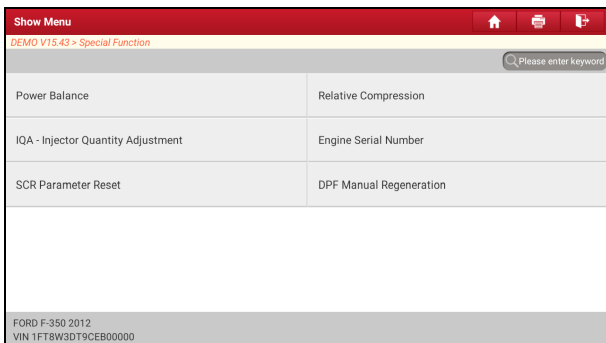 Show Menu
DEMO V15.43 > Special Function
Please enter keyword
Power Balance
Relative Compression
IQA - Injector Quantity Adjustment
Engine Serial Number
SCR Parameter Reset
DPF Manual Regeneration
FORD F-350 2012
VIN 1FT8W3DT9CEB00000